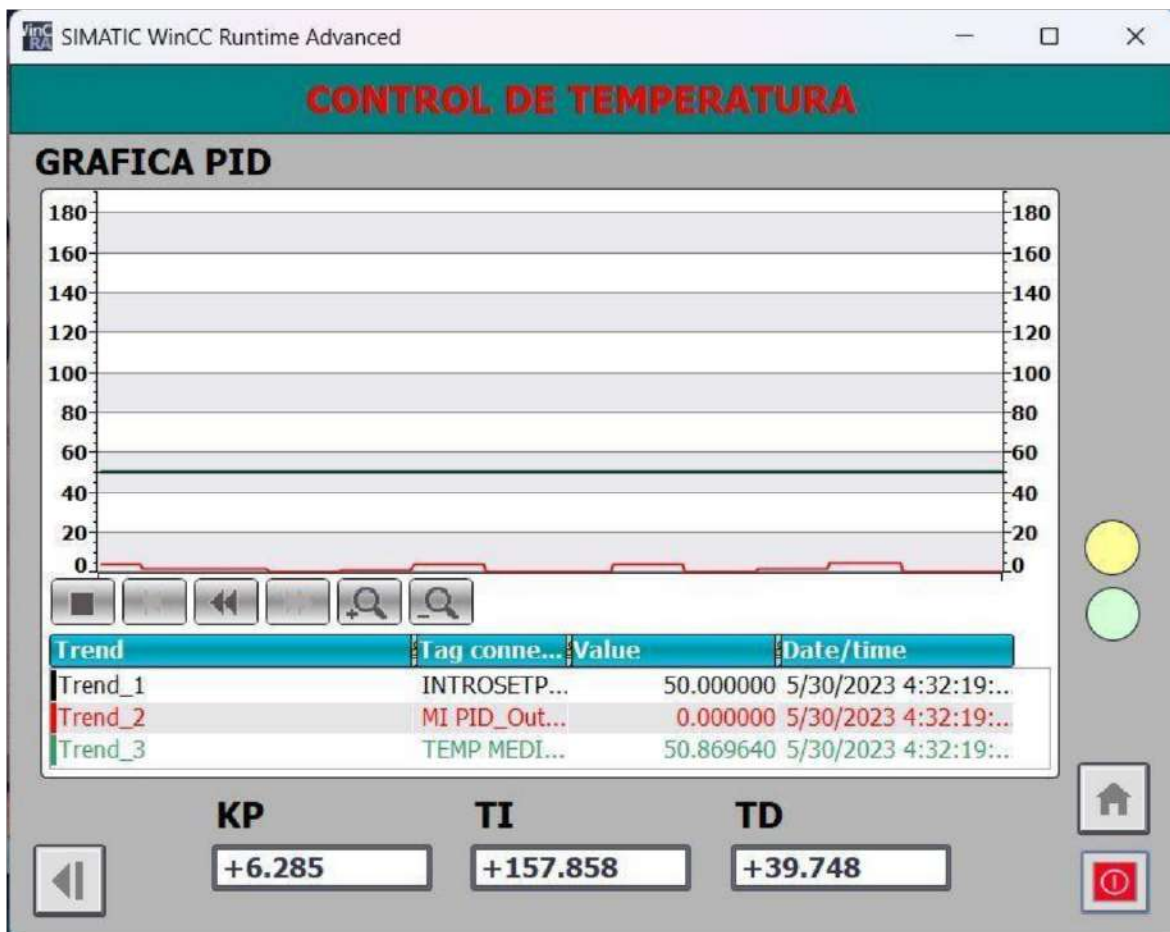 SIMATIC WinCC Runtime Advanced
CONTROL DE TEMPERATURA
GRAFICA PID
180 180
160 160
140 140
120 120
100 100
80 80
60 60
40 40
20 20
0 0
Trend Tag conne... Value Date/time
Trend_1 INTROSETP... 50.000000 5/30/2023 4:32:19:..
Trend_2 MI PID_Out... 0.000000 5/30/2023 4:32:19:..
Trend_3 TEMP MEDI... 50.869640 5/30/2023 4:32:19:..
KP TI TD
+6.285 +157.858 +39.748